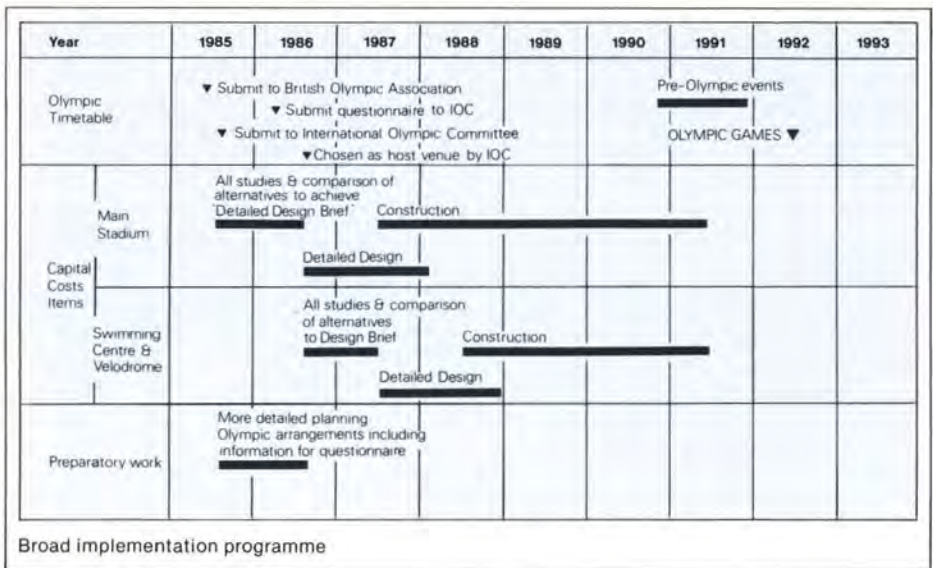 Year 1985 1986 1987 1988 1989 1990 1991 1992 1993
Olympic
Timetable
▼ Submit to British Olympic Association
▼ Submit questionnaire to IOC
▼ Submit to International Olympic Committee
▼Chosen as host venue by IOC
Pre-Olympic events
OLYMPIC GAMES ▼
Capital
Costs
Items
Main
Stadium
All studies & comparison of
alternatives to achieve
'Detailed Design Brief'
Construction
Detailed Design
Swimming
Centre &
Velodrome
All studies & comparison
of alternatives
to Design Brief
Construction
Detailed Design
Preparatory work
More detailed planning
Olympic arrangements including
information for questionnaire
Broad implementation programme